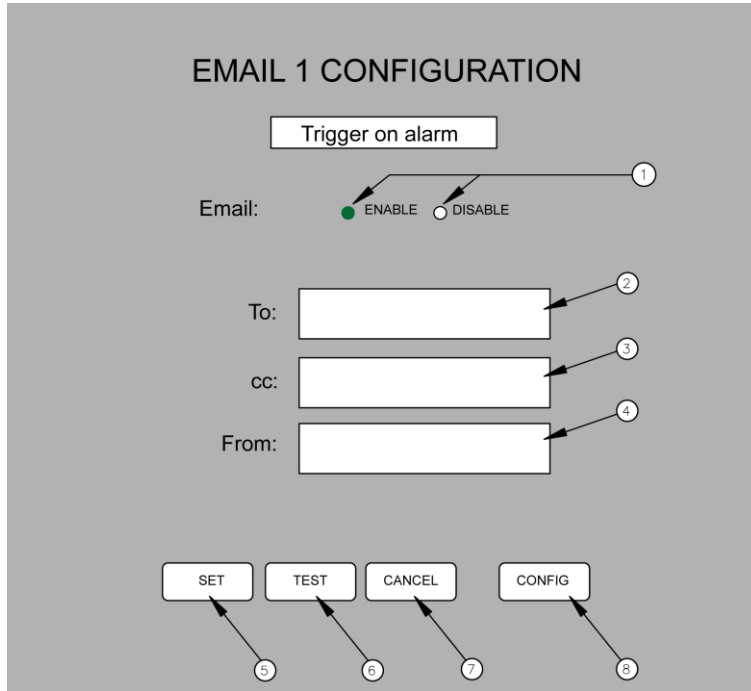 EMAIL 1 CONFIGURATION
Trigger on alarm
1
Email: ENABLE DISABLE
2
To:
3
cc:
4
From:
SET TEST CANCEL CONFIG
5 6 7 8